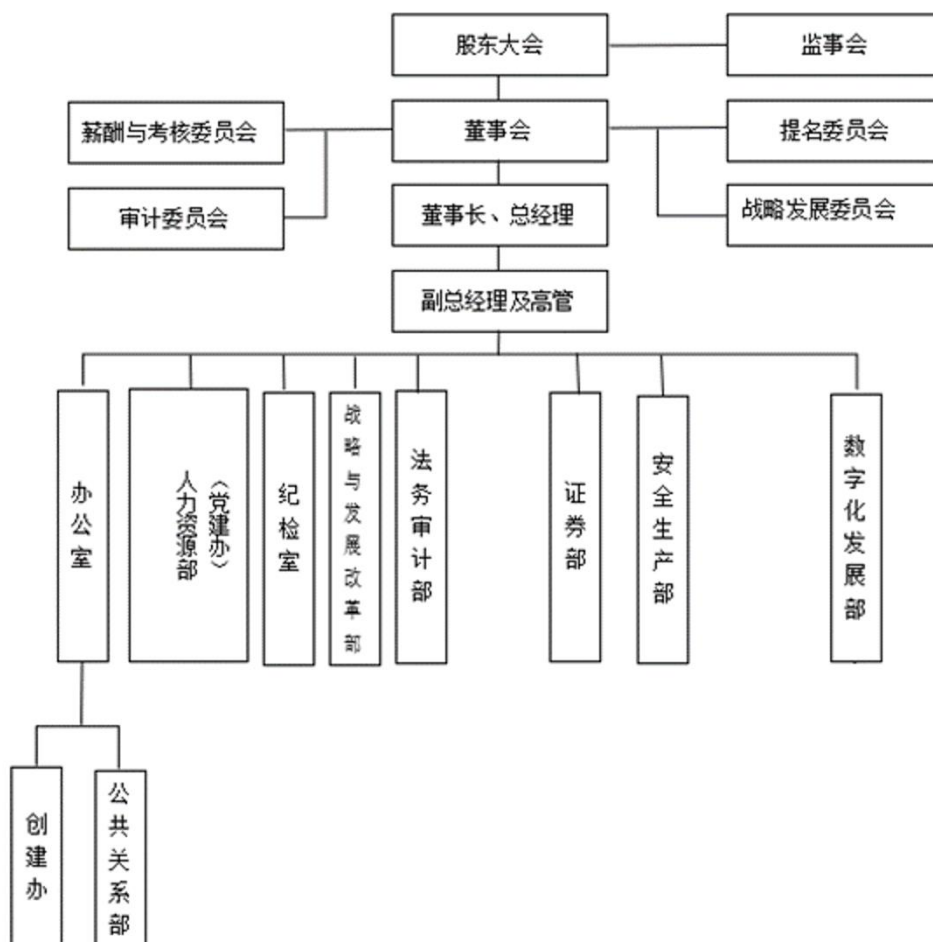 股东大会
监事会
薪酬与考核委员会
董事会
提名委员会
审计委员会
董事长、总经理
战略发展委员会
副总经理及高管
办公室
人力资源部
（党建办）
纪检室
战略与发展改革部
法务审计部
证券部
安全生产部
数字化发展部
创建办
公共关系部